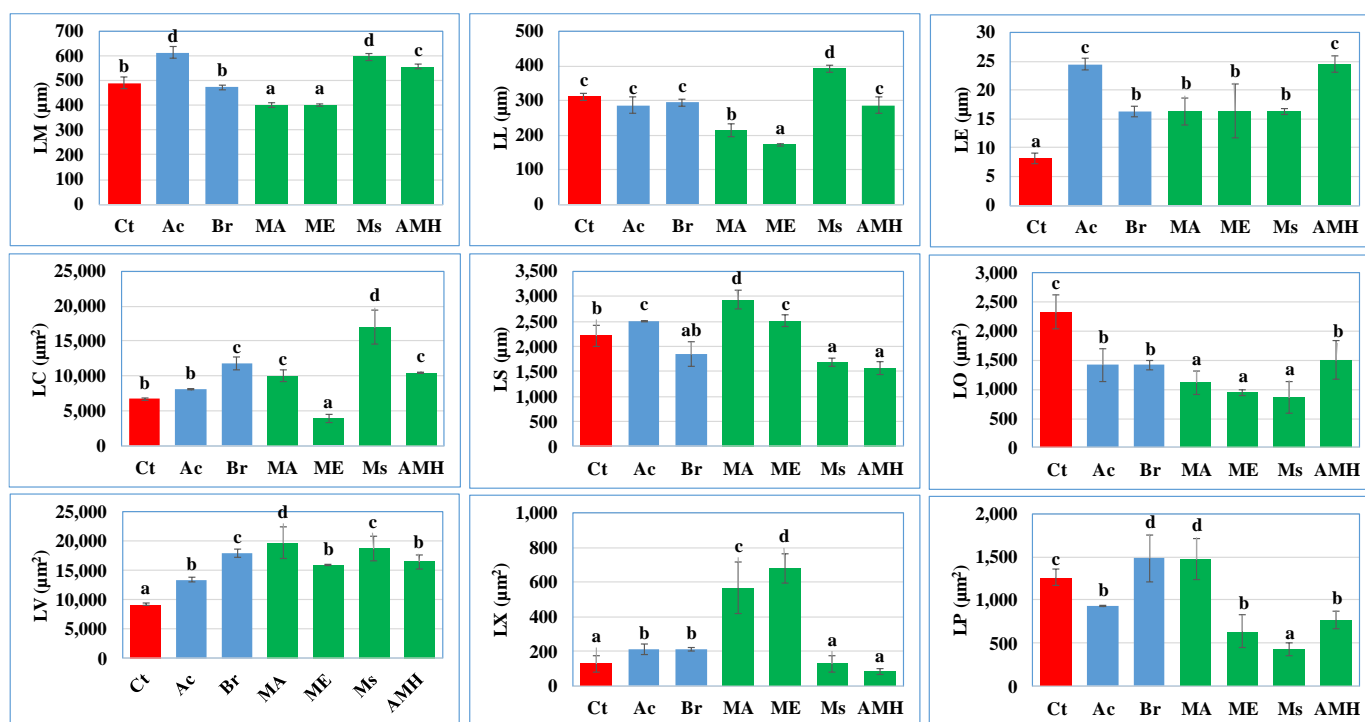 LM (µm)
700
600
500
400
300
200
100
0
b
d
b
a
a
d
c
Ct Ac Br MA ME Ms AMH
LL (µm)
500
400
300
200
100
0
c
c
c
b
a
d
c
Ct Ac Br MA ME Ms AMH
LE (µm)
30
25
20
15
10
5
0
a
c
b
b
b
b
c
Ct Ac Br MA ME Ms AMH
LC (µm²)
25,000
20,000
15,000
10,000
5,000
0
b
b
c
c
a
d
c
Ct Ac Br MA ME Ms AMH
LS (µm)
3,500
3,000
2,500
2,000
1,500
1,000
500
0
b
c
ab
d
c
a
a
Ct Ac Br MA ME Ms AMH
LO (µm²)
3,000
2,500
2,000
1,500
1,000
500
0
c
b
b
a
a
a
b
Ct Ac Br MA ME Ms AMH
LV (µm²)
25,000
20,000
15,000
10,000
5,000
0
a
b
c
d
b
c
b
Ct Ac Br MA ME Ms AMH
LX (µm²)
1,000
800
600
400
200
0
a
b
b
c
d
a
a
Ct Ac Br MA ME Ms AMH
LP (µm²)
2,000
1,500
1,000
500
0
c
b
d
d
b
a
b
Ct Ac Br MA ME Ms AMH